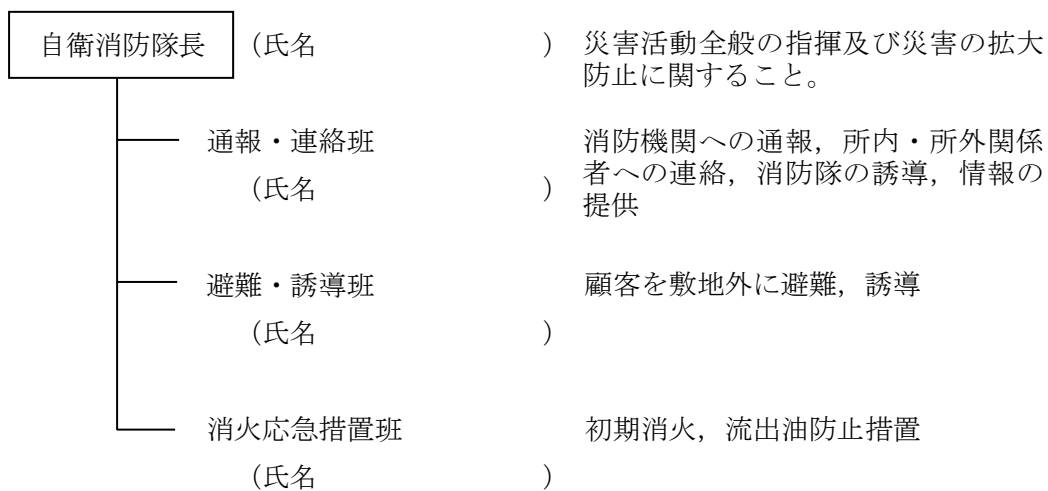 自衛消防隊長 (氏名 ) 災害活動全般の指揮及び災害の拡大
防止に関すること。
通報・連絡班 消防機関への通報，所内・所外関係
者への連絡，消防隊の誘導，情報の
(氏名 ) 提供
避難・誘導班 顧客を敷地外に避難，誘導
(氏名 )
消火応急措置班 初期消火，流出油防止措置
(氏名 )